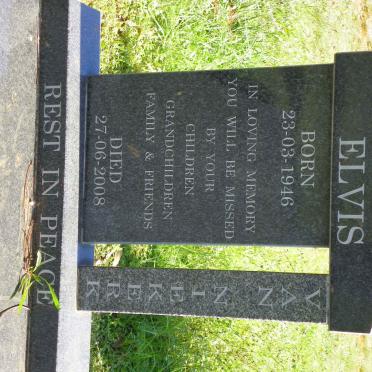 ELVIS
BORN
23-03-1946
IN LOVING MEMORY
YOU WILL BE MISSED
BY YOUR
CHILDREN
GRANDCHILDREN
FAMILY & FRIENDS
DIED
27-06-2008
VAN NIEKERK
REST IN PEACE